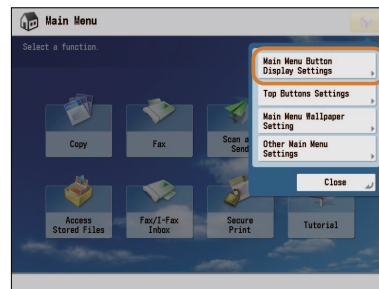 Main Menu
Select a function.
Main Menu Button
Display Settings
Top Buttons Settings
Main Menu Wallpaper
Setting
Other Main Menu
Settings
Close
Copy
Fax
Scan a
Send
Access
Stored Files
Fax/I-Fax
Inbox
Secure
Print
Tutorial